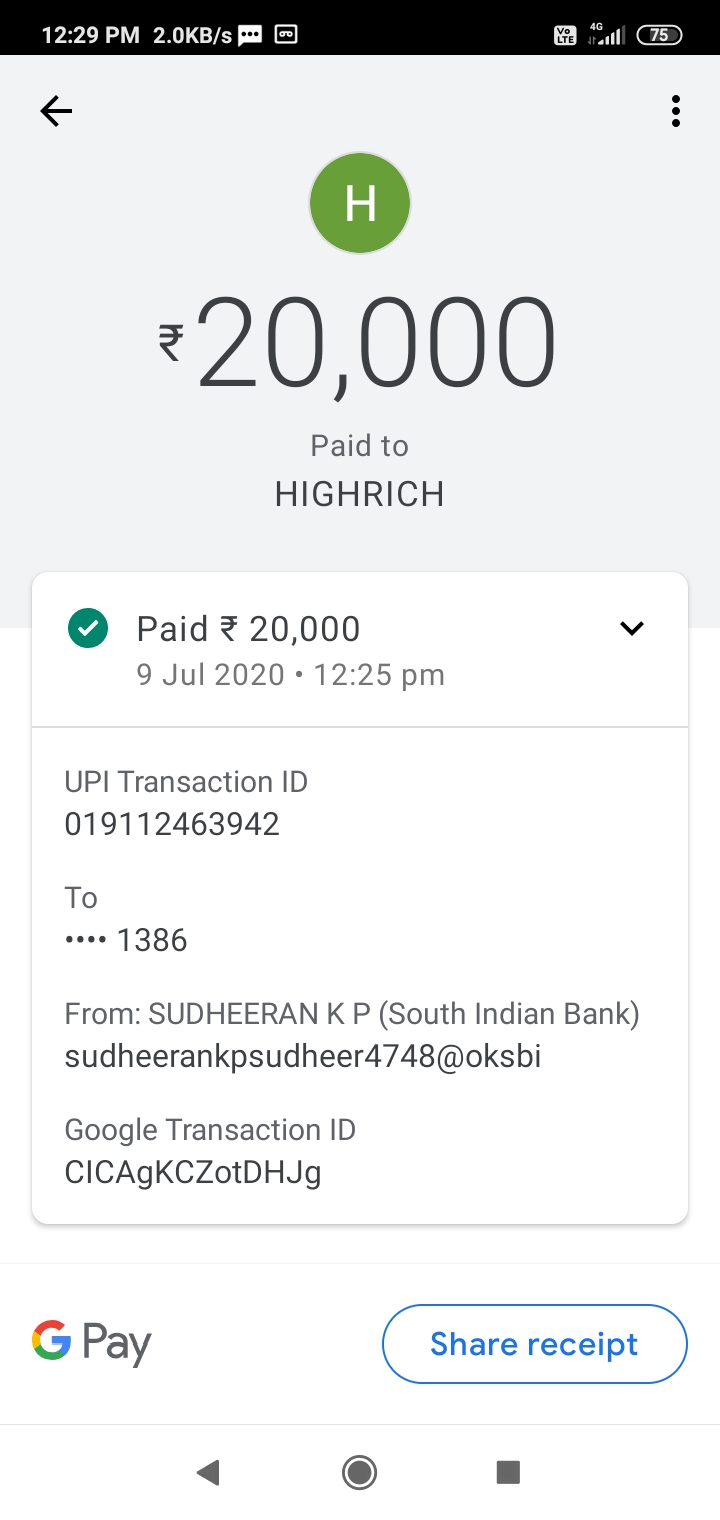 12:29 PM 2.0KB/s
Vo LTE 4G 75
H
₹20,000
Paid to
HIGHRICH
Paid ₹ 20,000
9 Jul 2020 • 12:25 pm
UPI Transaction ID
019112463942
To
•••• 1386
From: SUDHEERAN K P (South Indian Bank)
sudheerankpsudheer4748@oksbi
Google Transaction ID
CICAgKCZotDHJg
G Pay
Share receipt